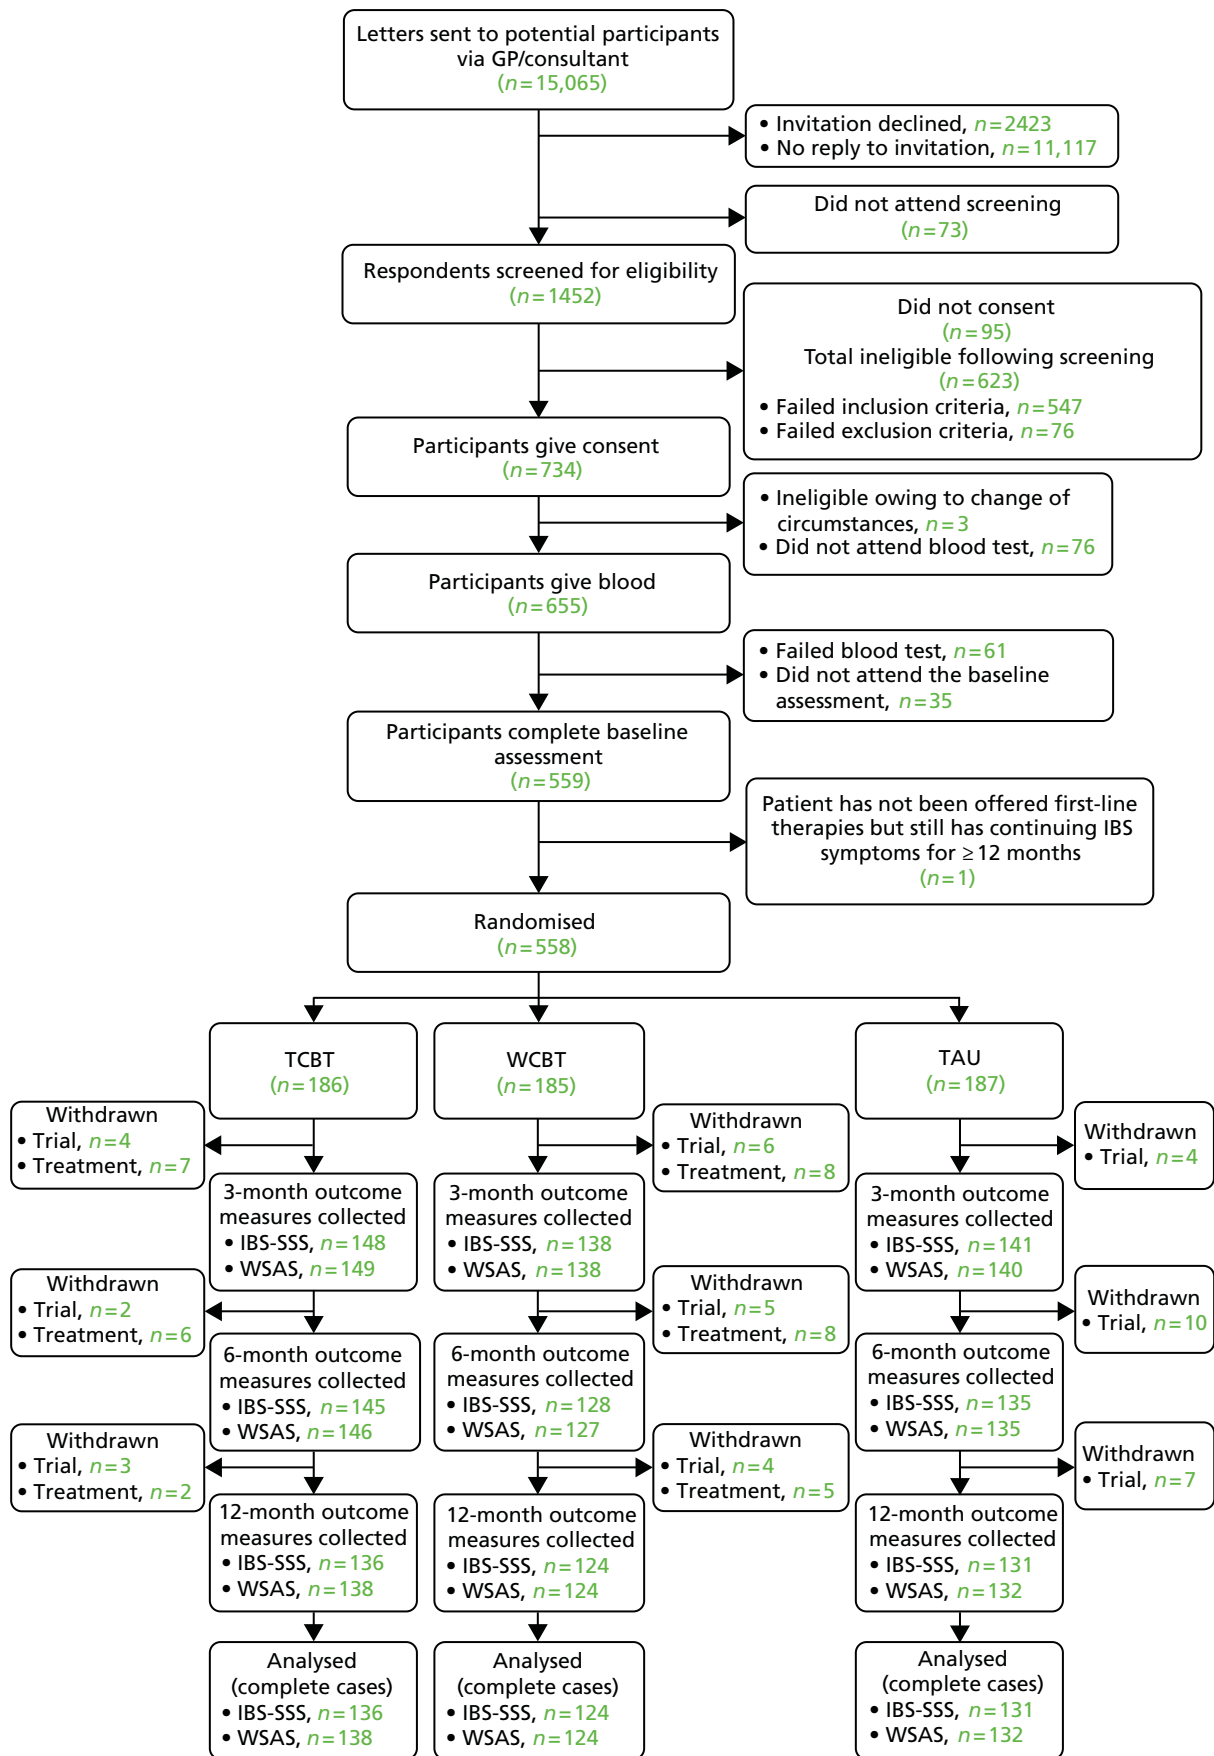 Letters sent to potential participants
via GP/consultant
(n=15,065)
• Invitation declined, n=2423
• No reply to invitation, n=11,117
Did not attend screening
(n=73)
Respondents screened for eligibility
(n=1452)
Did not consent
(n=95)
Total ineligible following screening
(n=623)
• Failed inclusion criteria, n=547
• Failed exclusion criteria, n=76
Participants give consent
(n=734)
• Ineligible owing to change of
circumstances, n=3
• Did not attend blood test, n=76
Participants give blood
(n=655)
• Failed blood test, n=61
• Did not attend the baseline
assessment, n=35
Participants complete baseline
assessment
(n=559)
Patient has not been offered first-line
therapies but still has continuing IBS
symptoms for ≥12 months
(n=1)
Randomised
(n=558)
TCBT
(n=186)
WCBT
(n=185)
TAU
(n=187)
Withdrawn
• Trial, n=4
• Treatment, n=7
Withdrawn
• Trial, n=6
• Treatment, n=8
Withdrawn
• Trial, n=4
3-month outcome
measures collected
• IBS-SSS, n=148
• WSAS, n=149
3-month outcome
measures collected
• IBS-SSS, n=138
• WSAS, n=138
3-month outcome
measures collected
• IBS-SSS, n=141
• WSAS, n=140
Withdrawn
• Trial, n=2
• Treatment, n=6
Withdrawn
• Trial, n=5
• Treatment, n=8
Withdrawn
• Trial, n=10
6-month outcome
measures collected
• IBS-SSS, n=145
• WSAS, n=146
6-month outcome
measures collected
• IBS-SSS, n=128
• WSAS, n=127
6-month outcome
measures collected
• IBS-SSS, n=135
• WSAS, n=135
Withdrawn
• Trial, n=3
• Treatment, n=2
Withdrawn
• Trial, n=4
• Treatment, n=5
Withdrawn
• Trial, n=7
12-month outcome
measures collected
• IBS-SSS, n=136
• WSAS, n=138
12-month outcome
measures collected
• IBS-SSS, n=124
• WSAS, n=124
12-month outcome
measures collected
• IBS-SSS, n=131
• WSAS, n=132
Analysed
(complete cases)
• IBS-SSS, n=136
• WSAS, n=138
Analysed
(complete cases)
• IBS-SSS, n=124
• WSAS, n=124
Analysed
(complete cases)
• IBS-SSS, n=131
• WSAS, n=132